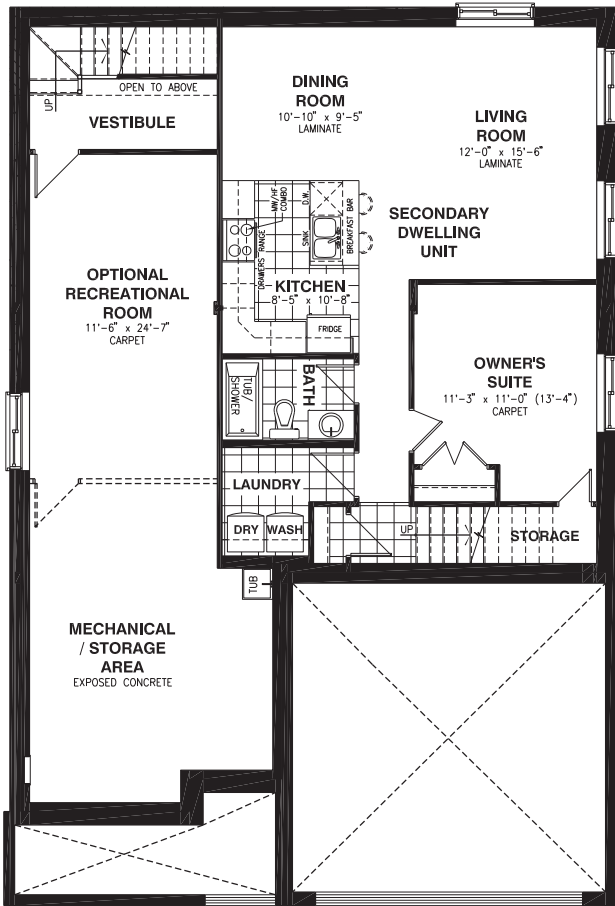 OPEN TO ABOVE
UP
VESTIBULE
DINING
ROOM
10'-10" x 9'-5"
LAMINATE
LIVING
ROOM
12'-0" x 15'-6"
LAMINATE
MW/HF
COMBO
D.W.
SINK
BREAKFAST BAR
RANGE
DRAWERS
SECONDARY
DWELLING
UNIT
KITCHEN
8'-5" x 10'-8"
FRIDGE
OPTIONAL
RECREATIONAL
ROOM
11'-6" x 24'-7"
CARPET
TUB/
SHOWER
BATH
OWNER'S
SUITE
11'-3" x 11'-0" (13'-4")
CARPET
LAUNDRY
DRY
WASH
UP
STORAGE
TUB
MECHANICAL
/ STORAGE
AREA
EXPOSED CONCRETE